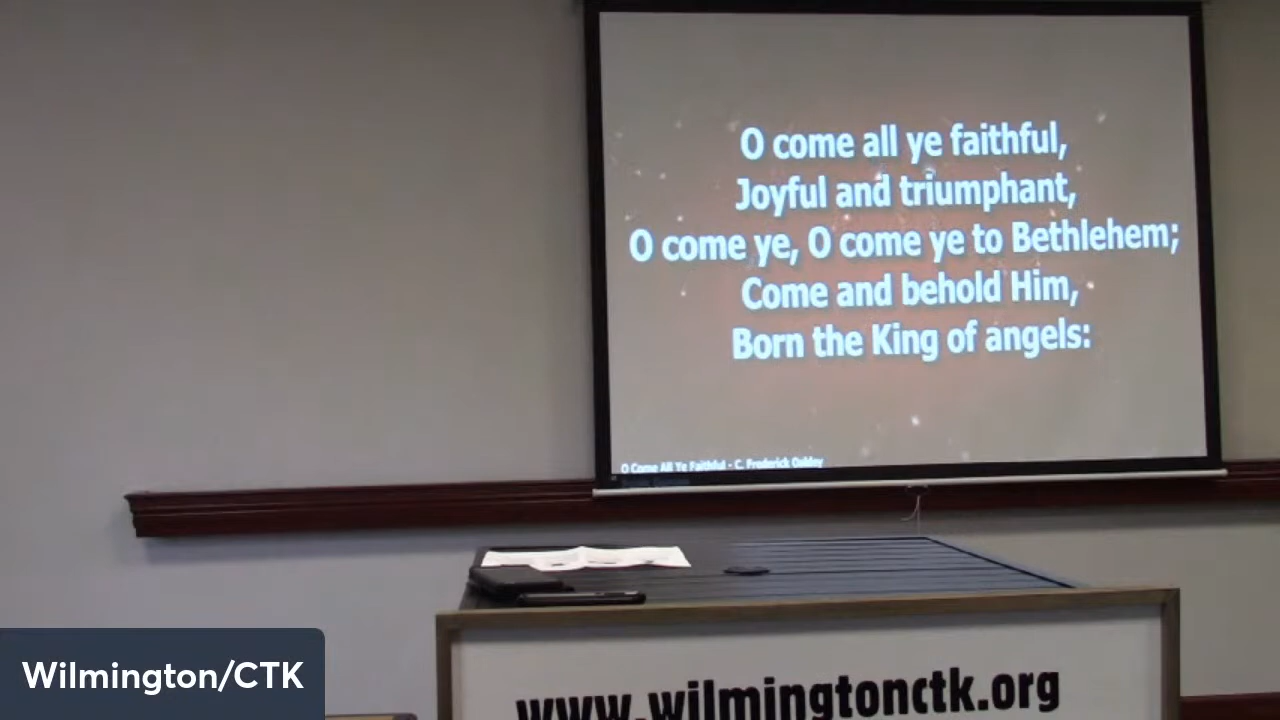 O come all ye faithful,
Joyful and triumphant,
O come ye, O come ye to Bethlehem;
Come and behold Him,
Born the King of angels:
O Come All Ye Faithful - C. Frederick Oakley
Wilmington/CTK
www.wilmingtonctk.org